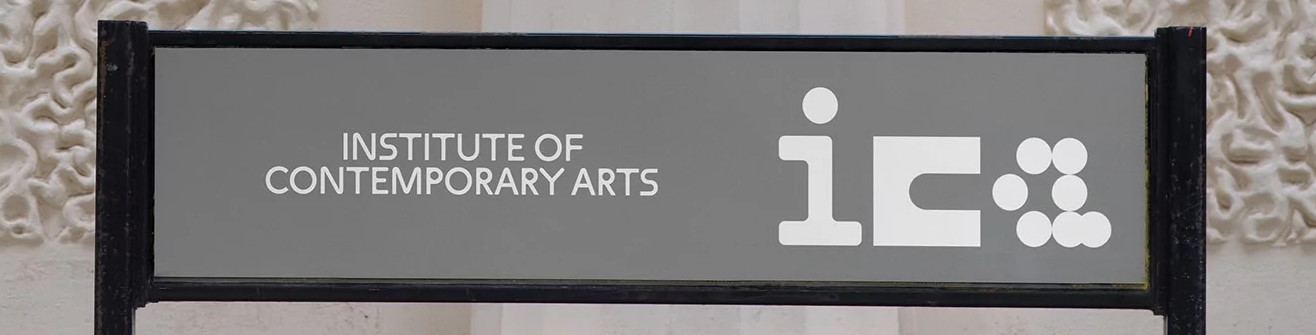 INSTITUTE OF
CONTEMPORARY ARTS
ica